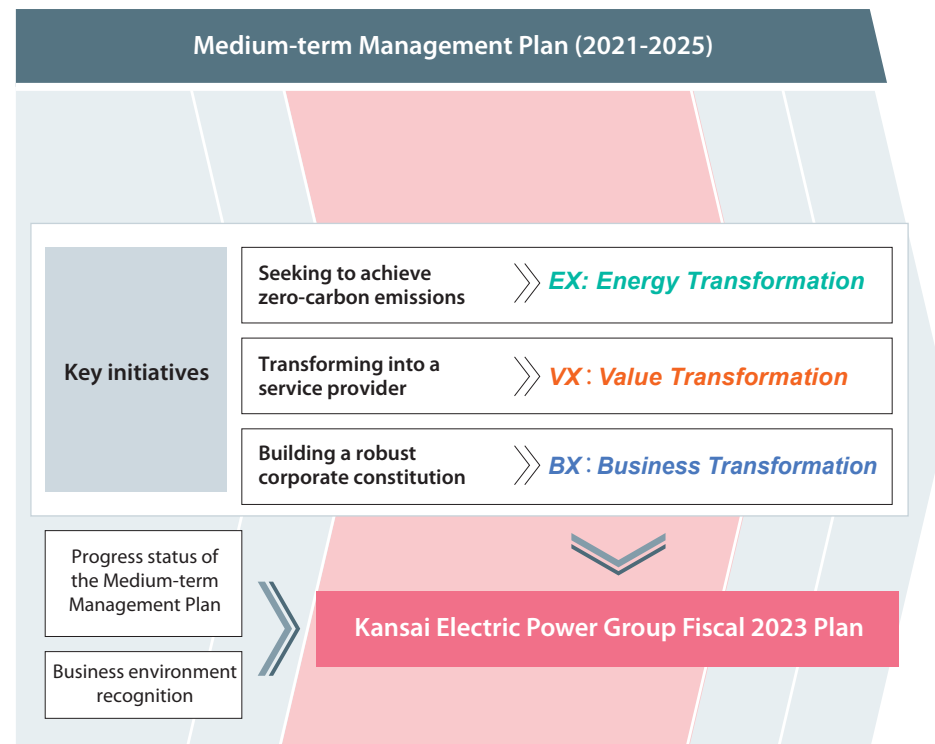 Medium-term Management Plan (2021-2025)
Key initiatives
Seeking to achieve
zero-carbon emissions
EX: Energy Transformation
Transforming into a
service provider
VX : Value Transformation
Building a robust
corporate constitution
BX : Business Transformation
Progress status of
the Medium-term
Management Plan
Business environment
recognition
Kansai Electric Power Group Fiscal 2023 Plan